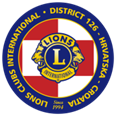 LIONS CLUBS INTERNATIONAL • DISTRICT 126 - HRVATSKA - CROATIA
LIONS
L
INTERNATIONAL
Since
1994